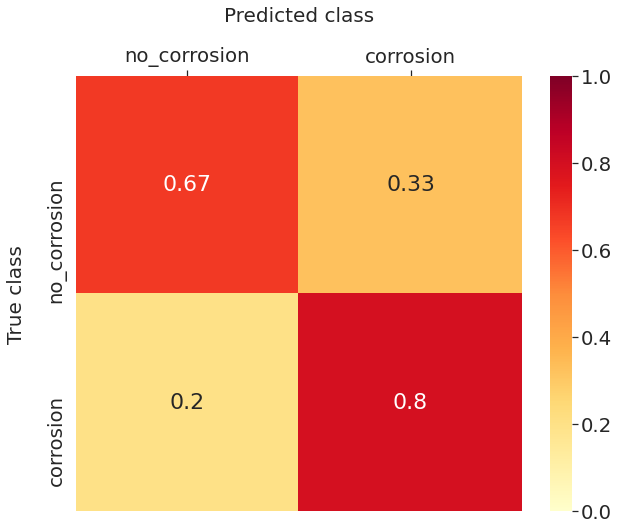 Predicted class
no_corrosion corrosion
True class
no_corrosion
0.67 0.33
corrosion
0.2 0.8
1.0
0.8
0.6
0.4
0.2
0.0